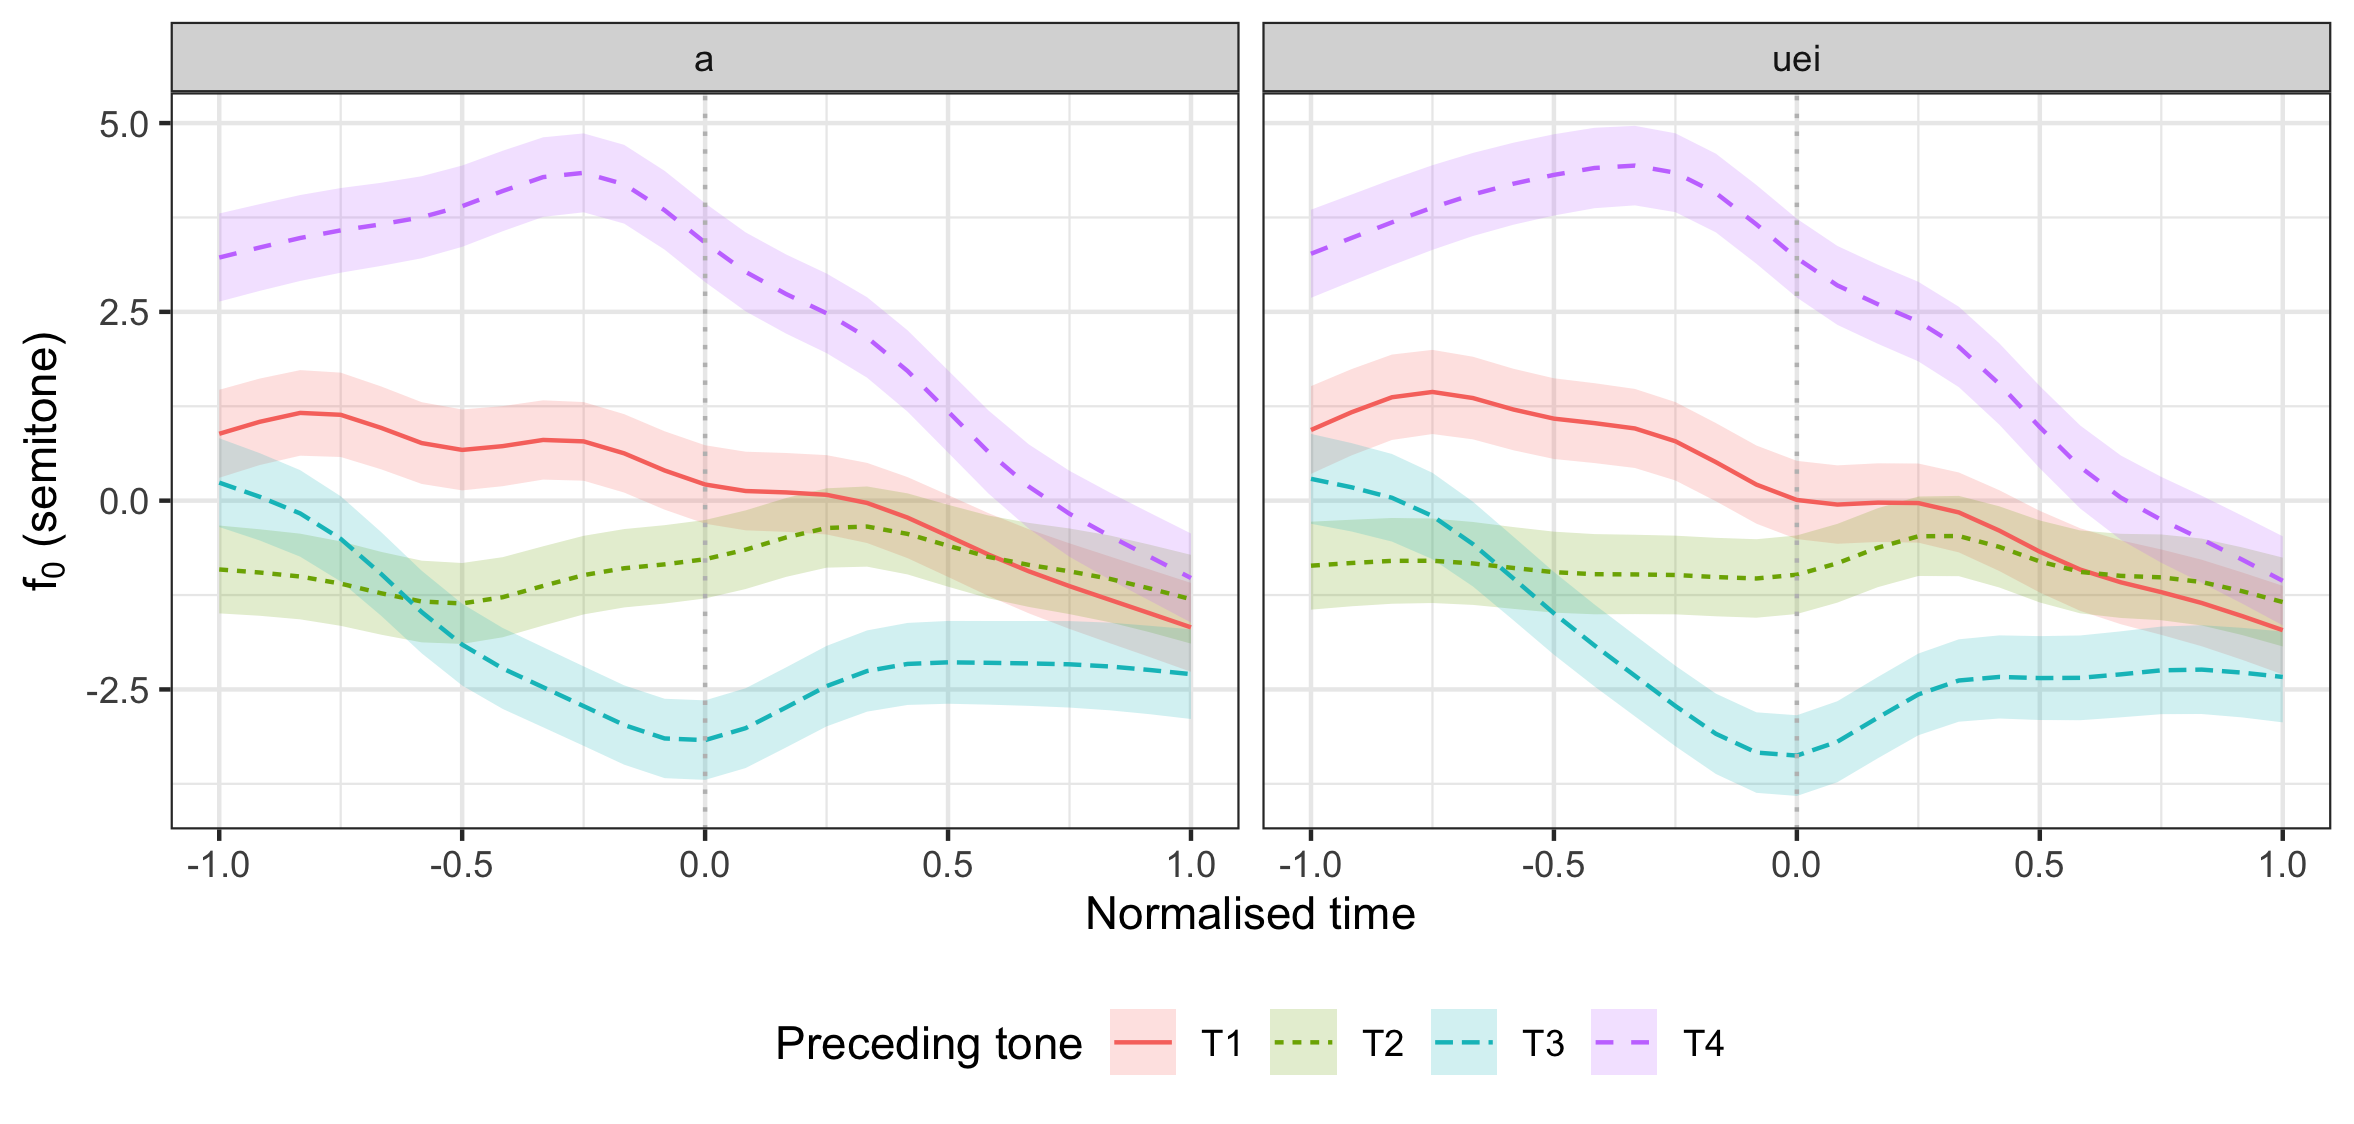 a
uei
f0 (semitone)
5.0
2.5
0.0
-2.5
-1.0 -0.5 0.0 0.5 1.0
-1.0 -0.5 0.0 0.5 1.0
Normalised time
Preceding tone T1 T2 T3 T4